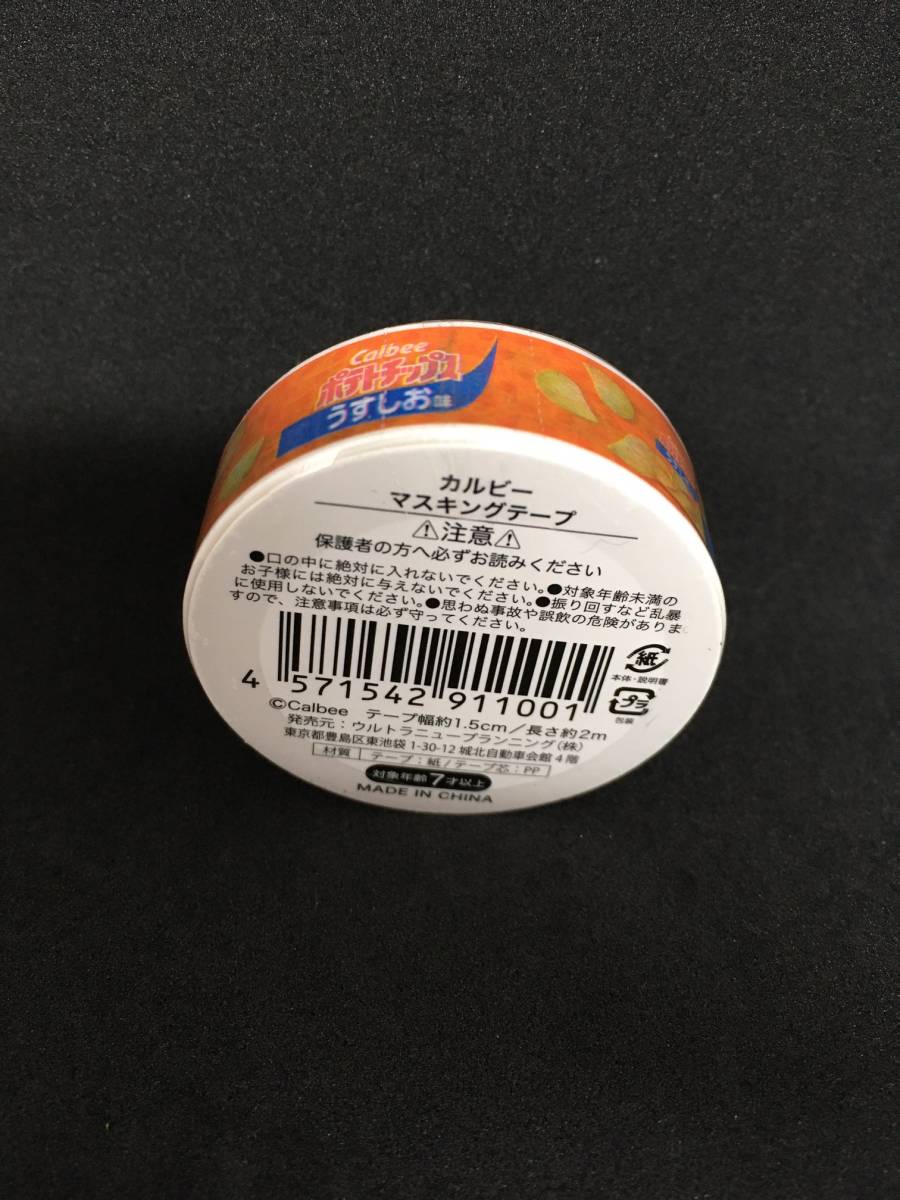 Calbee
ポテトチップス
うすしお味
カルビー
マスキングテープ
⚠注意⚠
保護者の方へ必ずお読みください
●口の中に絶対に入れないでください。●対象年齢未満の
お子様には絶対に与えないでください。●振り回すなど乱暴
に使用しないでください。●思わぬ事故や誤飲の危険がありま
すので、注意事項は必ず守ってください。
紙
本体・説明書
プラ
包装
4 571542 911001
©Calbee テープ幅約1.5cm/長さ約2m
発売元:ウルトラニュープランニング(株)
東京都豊島区東池袋1-30-12 城北自動車会館4階
材質 テープ:紙/テープ芯:PP
対象年齢7才以上
MADE IN CHINA